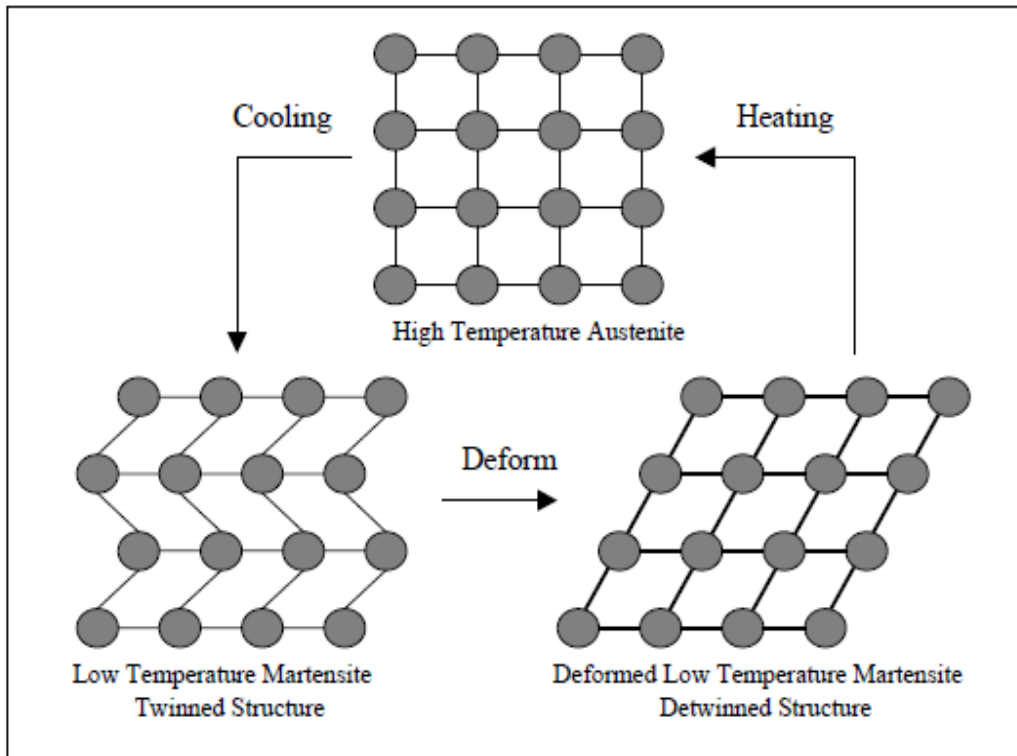 Cooling
Heating
High Temperature Austenite
Deform
Low Temperature Martensite
Twinned Structure
Deformed Low Temperature Martensite
Detwinned Structure